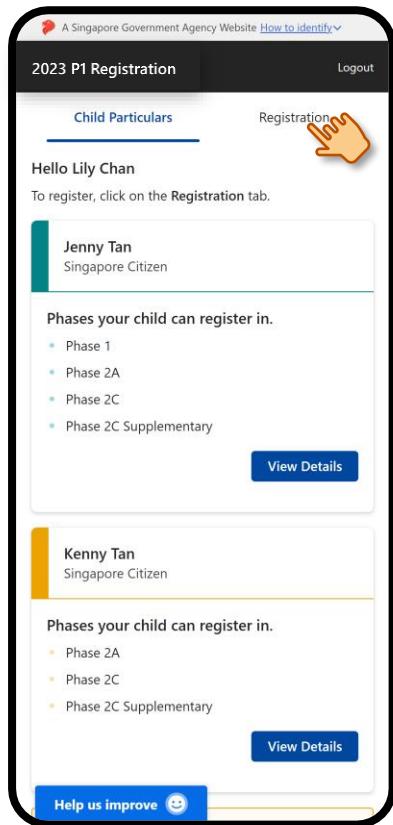 A Singapore Government Agency Website How to identify
2023 P1 Registration
Logout
Child Particulars
Registration
Hello Lily Chan
To register, click on the Registration tab.
Jenny Tan
Singapore Citizen
Phases your child can register in.
Phase 1
Phase 2A
Phase 2C
Phase 2C Supplementary
View Details
Kenny Tan
Singapore Citizen
Phases your child can register in.
Phase 2A
Phase 2C
Phase 2C Supplementary
View Details
Help us improve